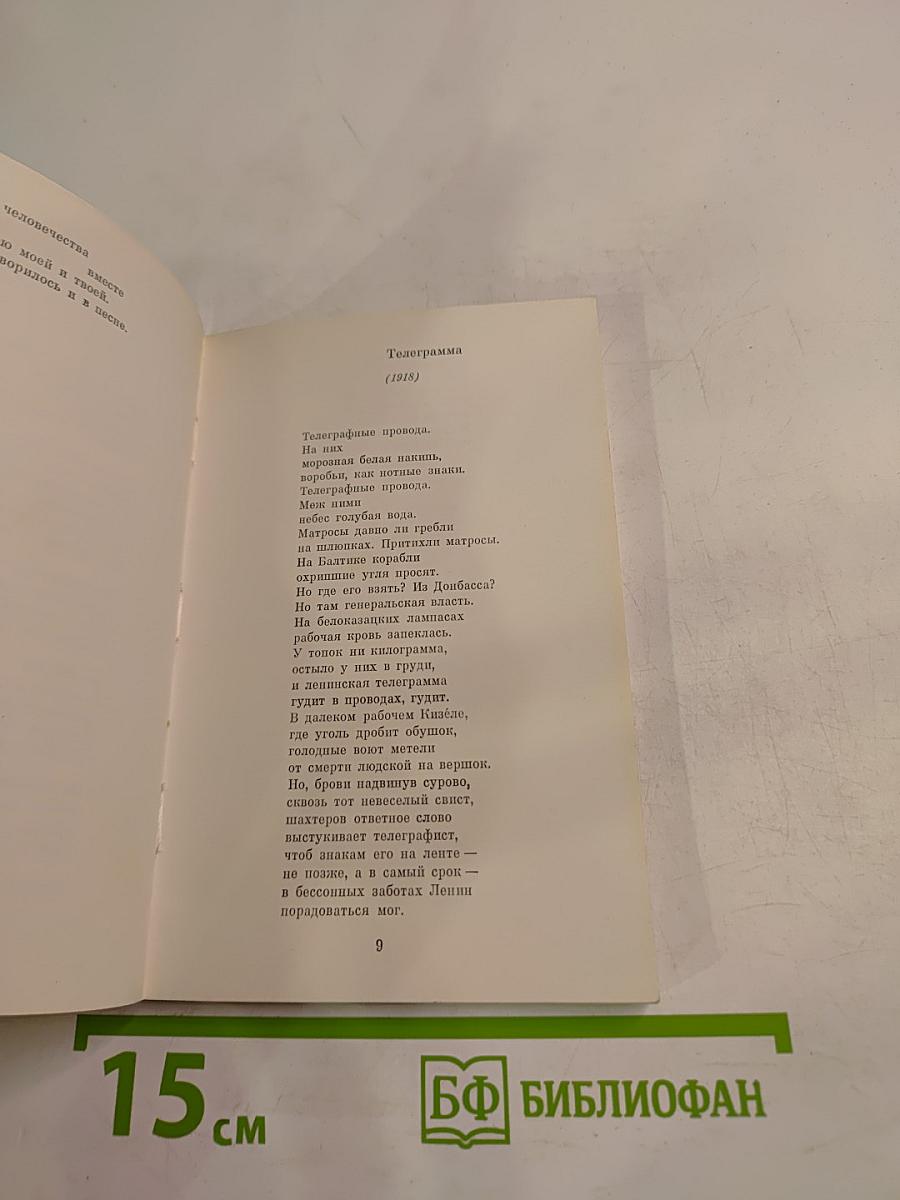 человечества
вместе
ю моей и твоей.
ворилось и в песне.
Телеграмма
(1918)
Телеграфные провода.
На них
морозная белая накипь,
воробьи, как нотные знаки.
Телеграфные провода.
Меж ними
небес голубая вода.
Матросы давно ли гребли
на шлюпках. Притихли матросы.
На Балтике корабли
охрипшие угля просят.
Но где его взять? Из Донбасса?
Но там генеральская власть.
На белоказацких лампасах
рабочая кровь запеклась.
У топок ни килограмма,
остыло у них в груди,
и ленинская телеграмма
гудит в проводах, гудит.
В далеком рабочем Кизéле,
где уголь дробит обушок,
голодные воют метели
от смерти людской на вершок.
Но, брови надвинув сурово,
сквозь тот невеселый свист,
шахтеров ответное слово
выстукивает телеграфист,
чтоб знакам его на ленте —
не позже, а в самый срок —
в бессонных заботах Ленин
порадоваться мог.
9
15 см
БФ БИБЛИОФАН